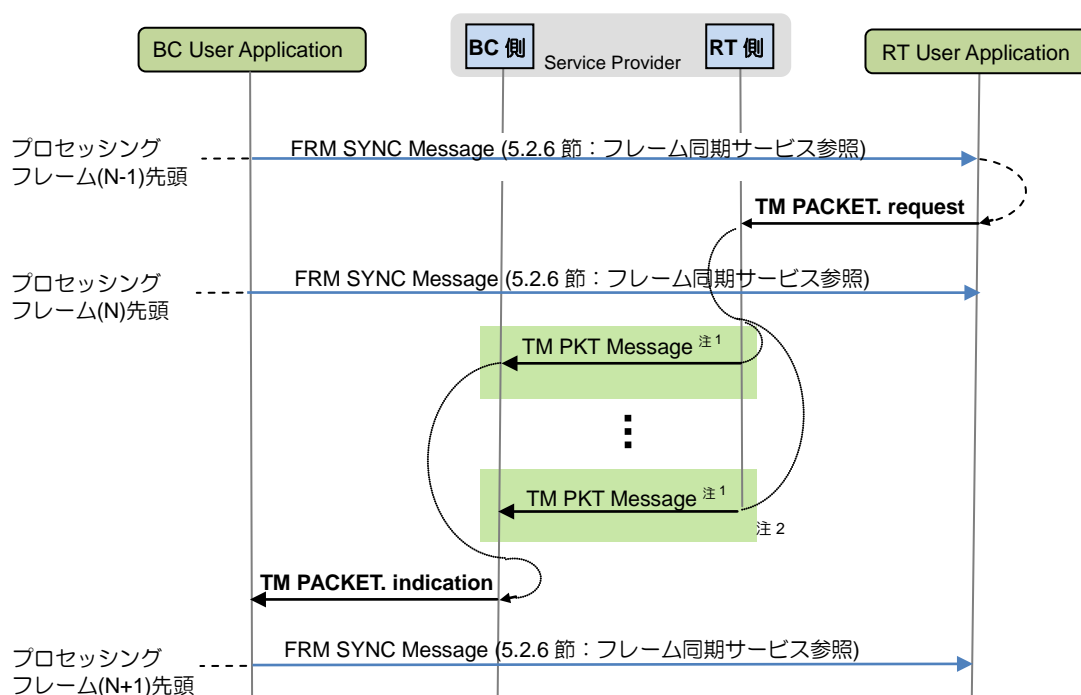 BC User Application
BC 側
Service Provider
RT 側
RT User Application
プロセッシング
フレーム(N-1)先頭
FRM SYNC Message (5.2.6 節：フレーム同期サービス参照)
TM PACKET. request
プロセッシング
フレーム(N)先頭
FRM SYNC Message (5.2.6 節：フレーム同期サービス参照)
TM PKT Message 注 1
TM PKT Message 注 1
注 2
TM PACKET. indication
プロセッシング
フレーム(N+1)先頭
FRM SYNC Message (5.2.6 節：フレーム同期サービス参照)